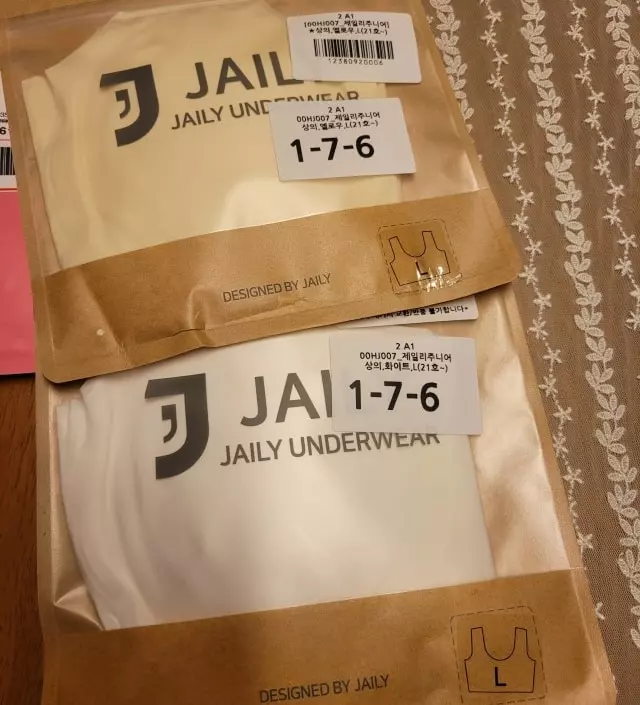 2 A1
[00HJ007_제일리주니어
★상의,옐로우,L(21호~)
12380920006
JAIL
JAILY UNDERWEAR
2 A1
00HJ007_제일리주니어
상의,옐로우,L(21호~)
1-7-6
L
DESIGNED BY JAILY
2 A1
00HJ007_제일리주니어
상의,화이트,L(21호~)
1-7-6
JAI
JAILY UNDERWEAR
L
DESIGNED BY JAILY